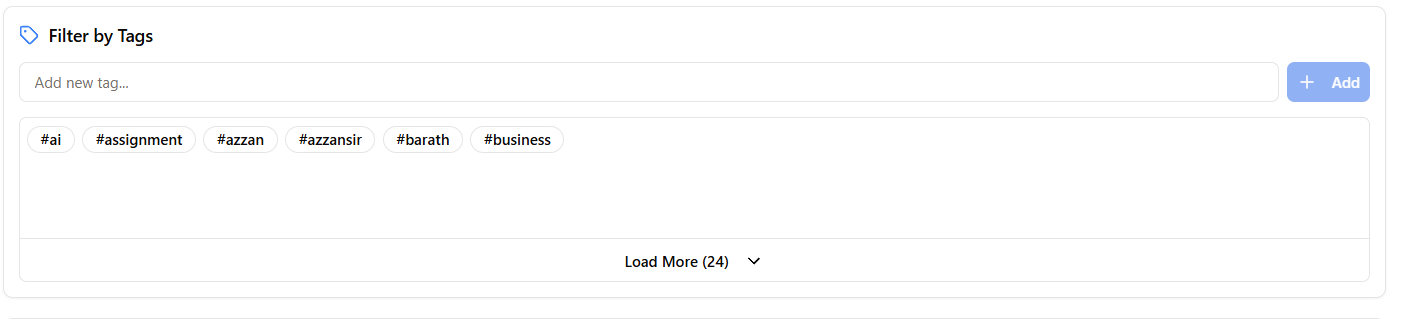 Filter by Tags
Add new tag...
Add
#ai #assignment #azzan #azzansir #barath #business
Load More (24)